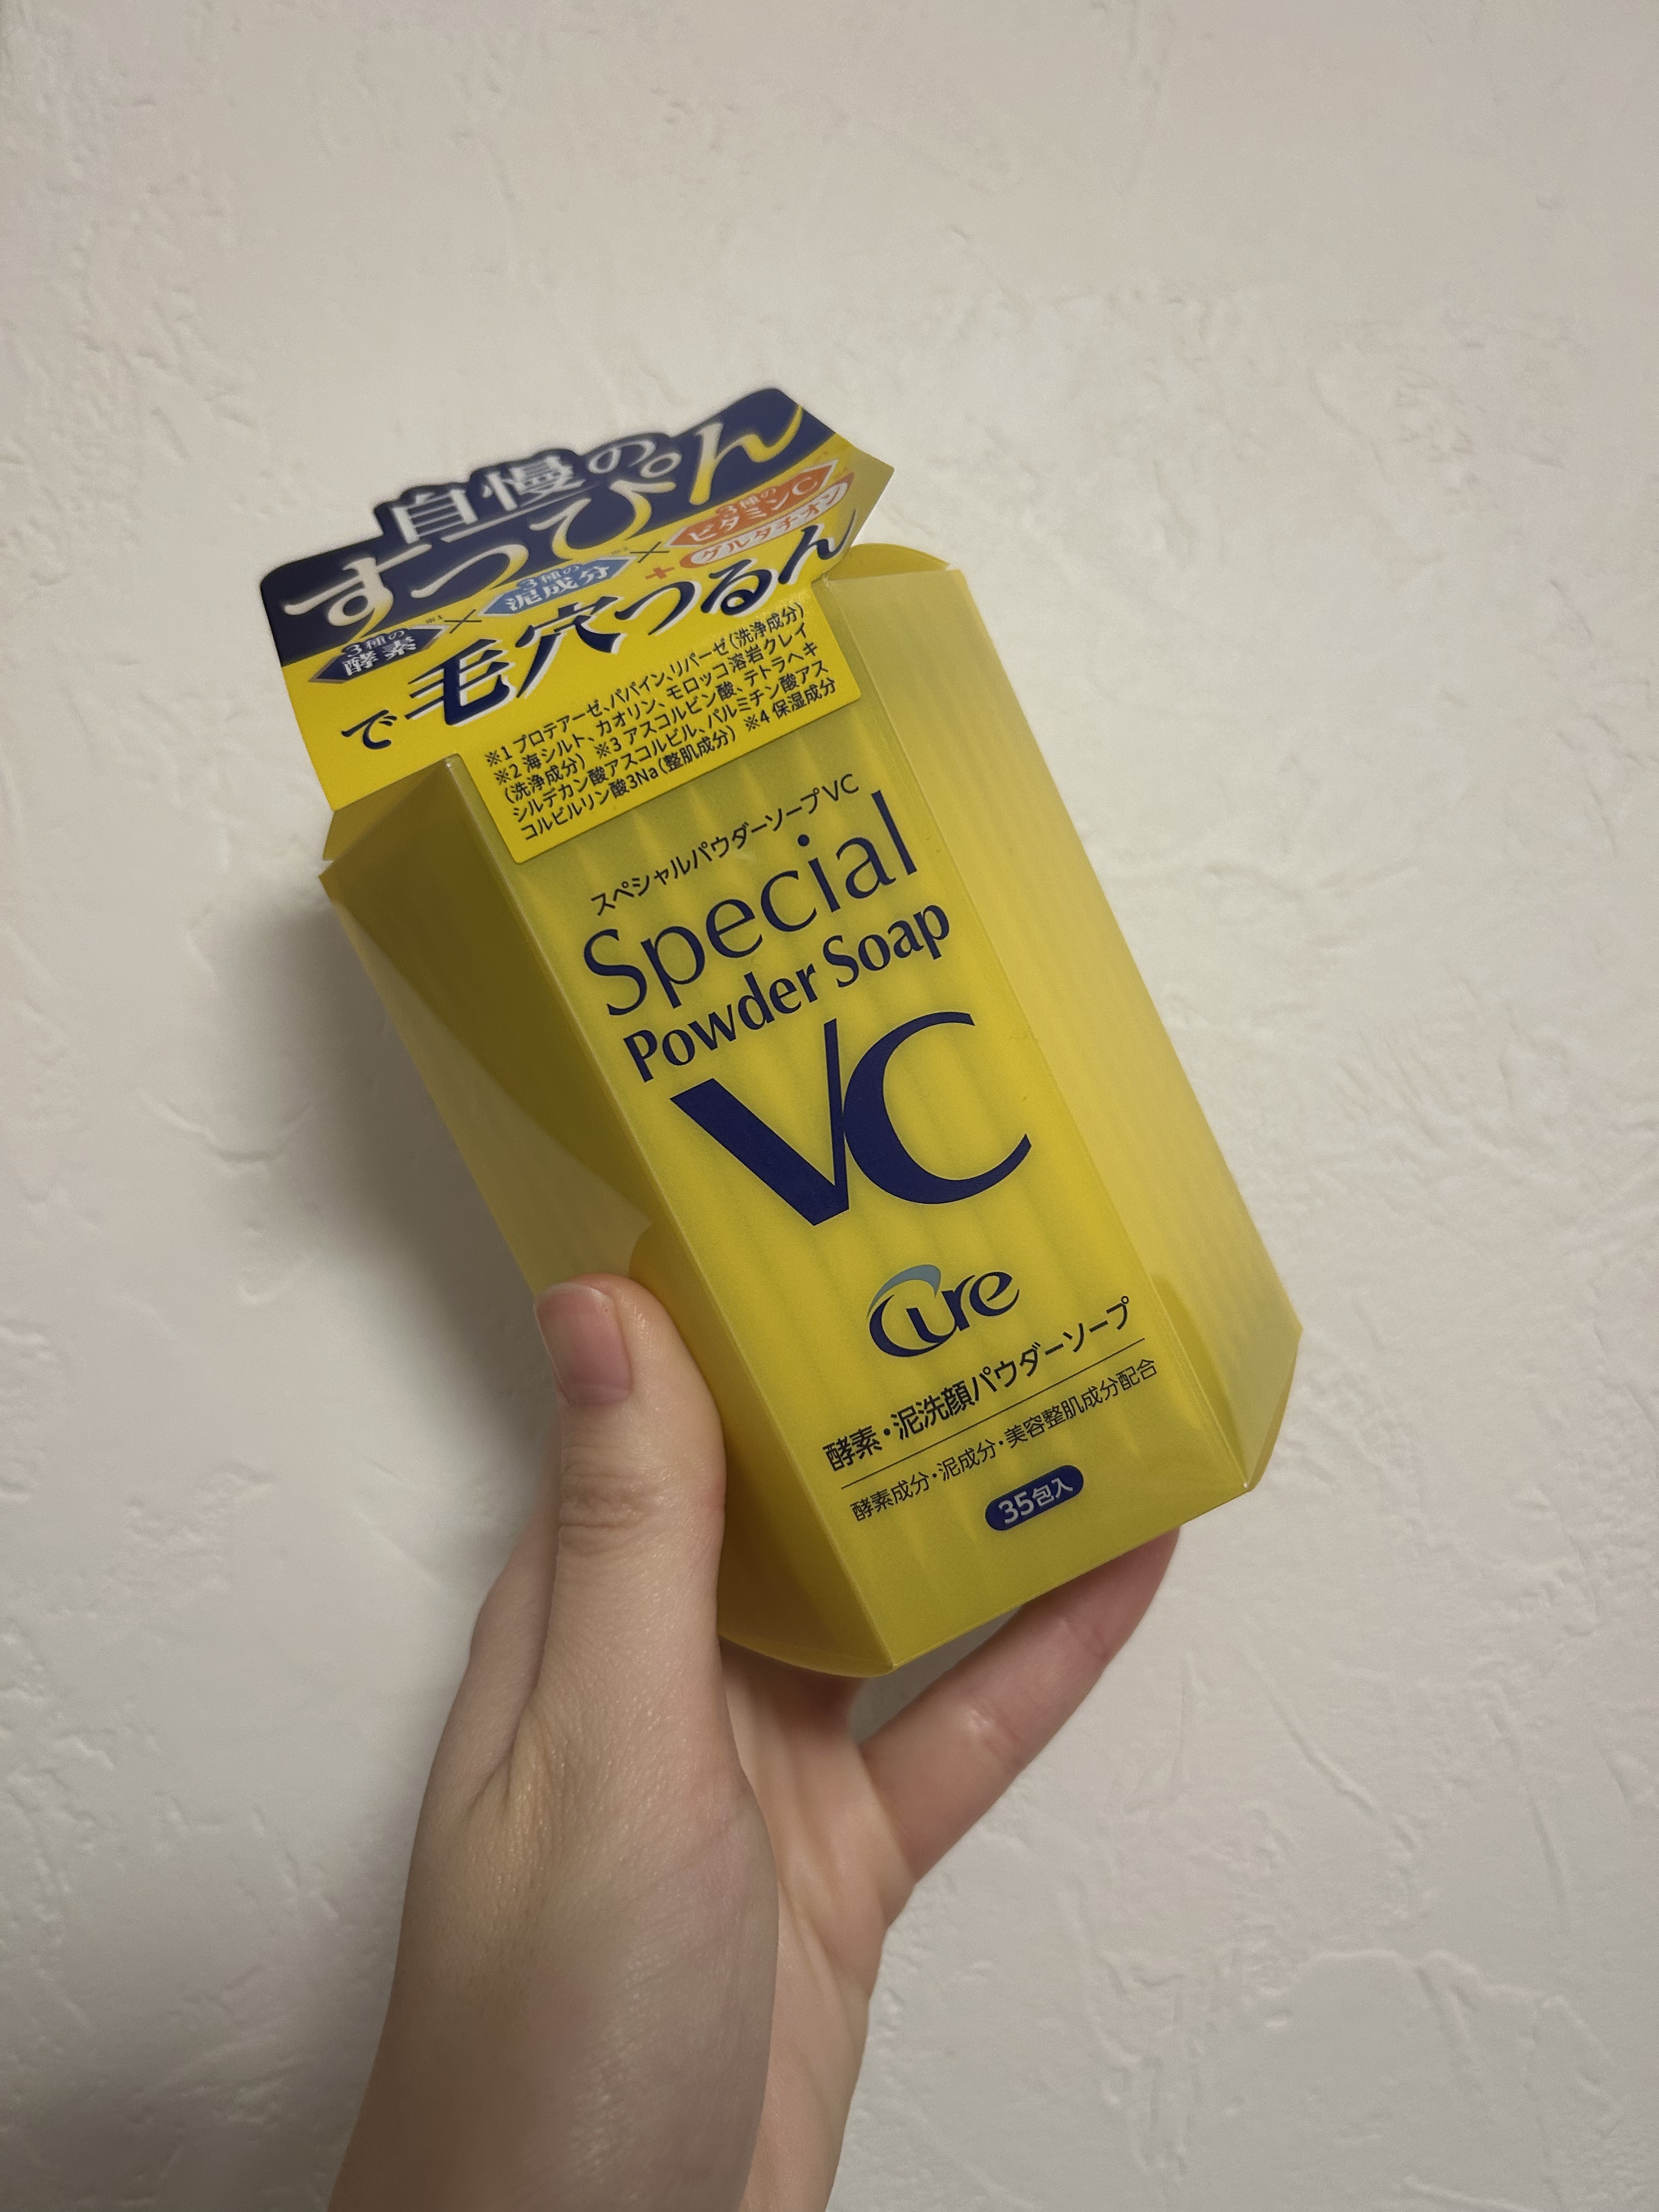 自慢の
すっぴん
3種の
酵素
※1
×
3種の
泥成分
※2
×
3種の
ビタミンC
+
グルタチオン
で毛穴つるん
※1 プロテアーゼ、パパイン、リパーゼ(洗浄成分)
※2 海シルト、カオリン、モロッコ溶岩クレイ
(洗浄成分) ※3 アスコルビン酸、テトラヘキ
シルデカン酸アスコルビル、パルミチン酸アス
コルビルリン酸3Na(整肌成分) ※4 保湿成分
スペシャルパウダーソープVC
Special
Powder Soap
VC
Cure
酵素・泥洗顔パウダーソープ
酵素成分・泥成分・美容整肌成分配合
35包入